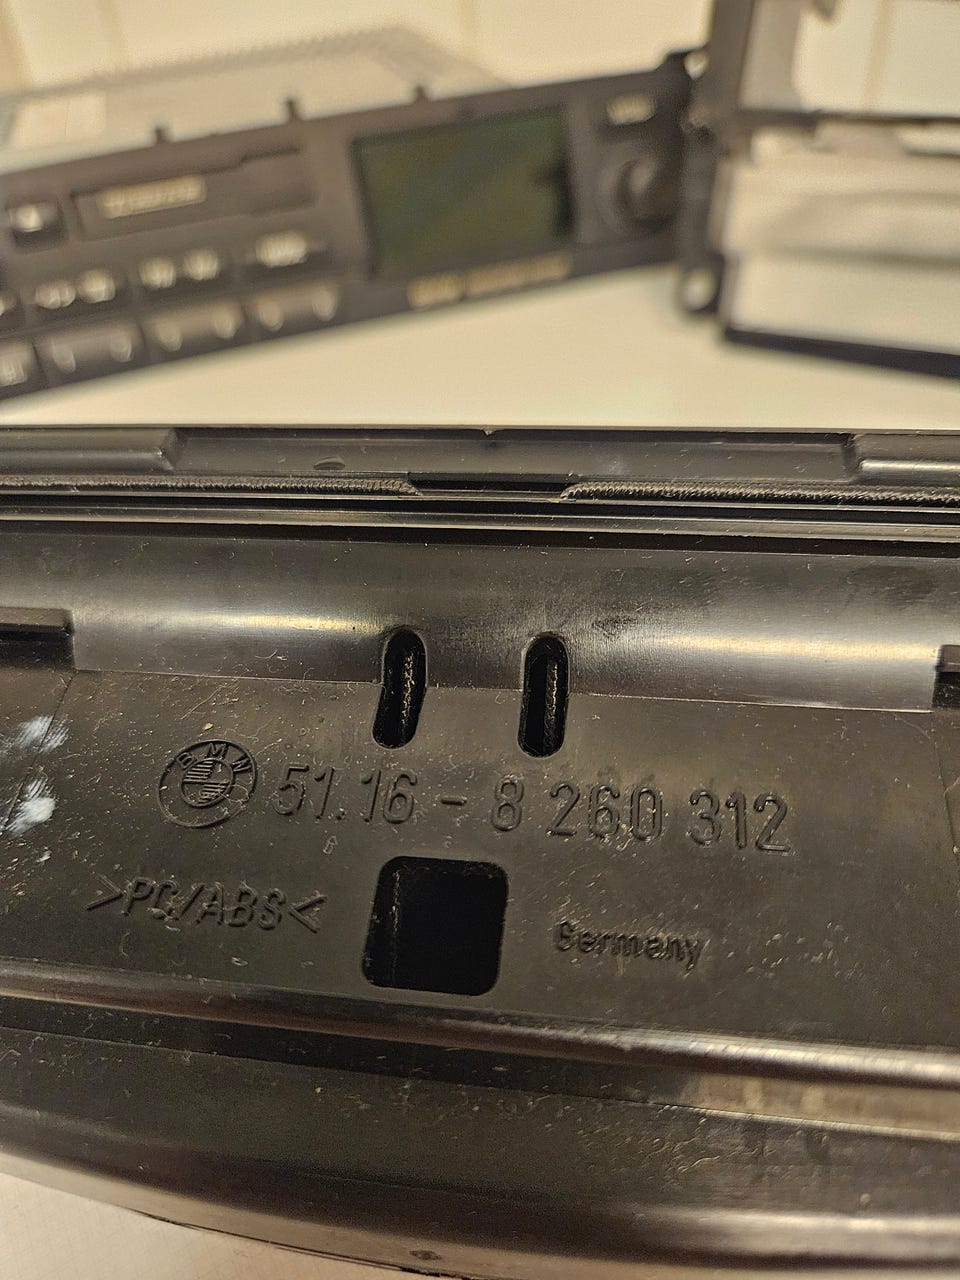 BMW
51.16 - 8 260 312
>PC/ABS<
Germany